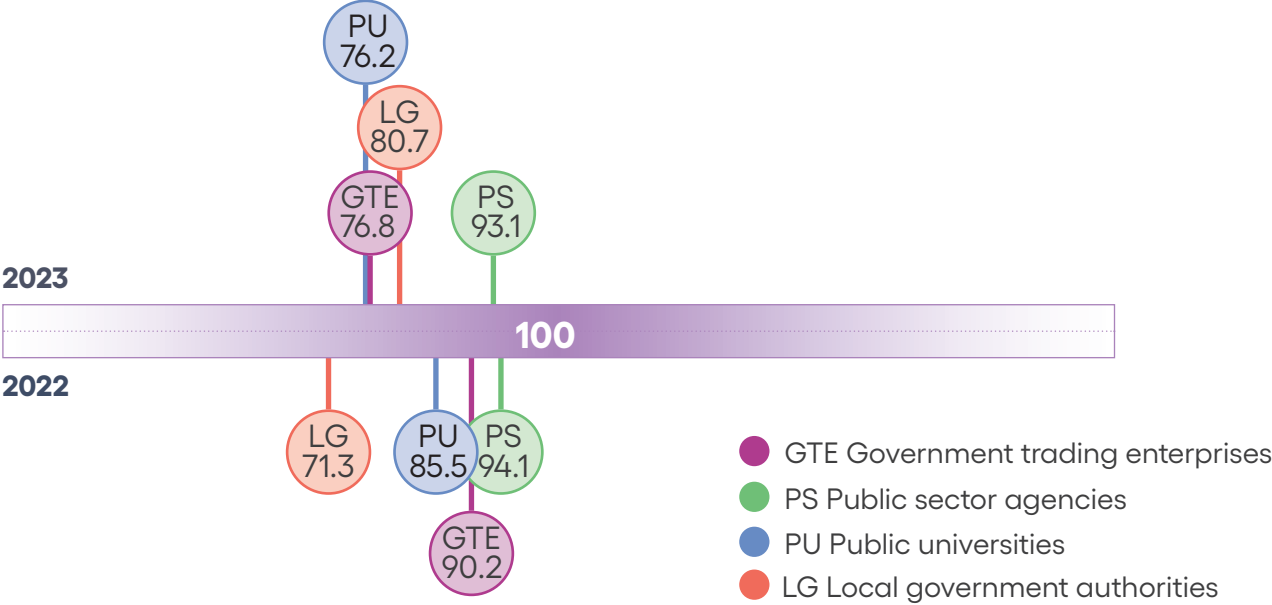 PU
76.2
LG
80.7
GTE
76.8
PS
93.1
2023
100
2022
LG
71.3
PU
85.5
PS
94.1
GTE
90.2
GTE Government trading enterprises
PS Public sector agencies
PU Public universities
LG Local government authorities